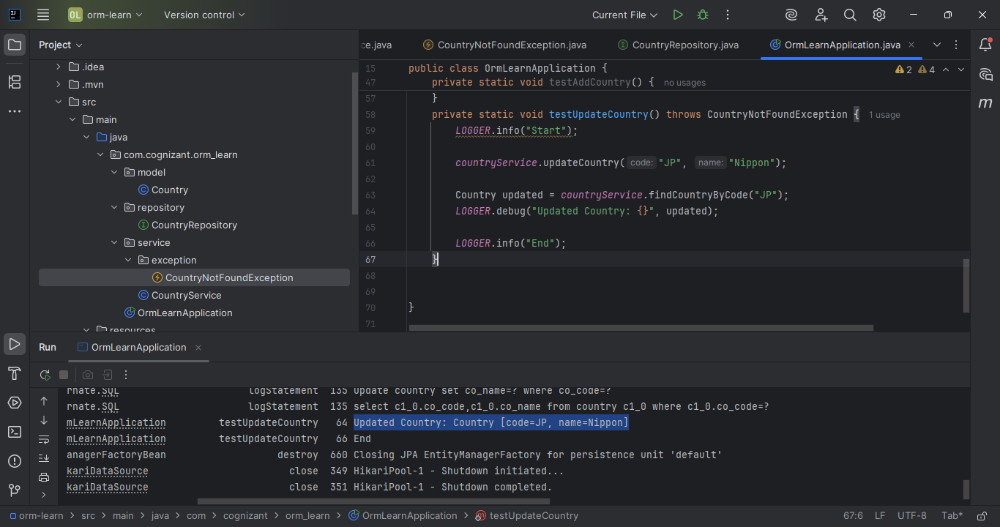 OL orm-learn Version control Current File
Project
.idea
.mvn
src
main
java
com.cognizant.orm_learn
model
Country
repository
CountryRepository
service
exception
CountryNotFoundException
CountryService
OrmLearnApplication
resources
ce.java CountryNotFoundException.java CountryRepository.java OrmLearnApplication.java
2 4
15 public class OrmLearnApplication {
47 private static void testAddCountry() { no usages
57 }
58 private static void testUpdateCountry() throws CountryNotFoundException { 1 usage
59 LOGGER.info("Start");
60
61 countryService.updateCountry( code: "JP", name: "Nippon");
62
63 Country updated = countryService.findCountryByCode("JP");
64 LOGGER.debug("Updated Country: {}", updated);
65
66 LOGGER.info("End");
67 }
68
69
70 }
71
Run OrmLearnApplication
rnate.SQL logStatement 135 update country set co_name=? where co_code=?
rnate.SQL logStatement 135 select c1_0.co_code,c1_0.co_name from country c1_0 where c1_0.co_code=?
mLearnApplication testUpdateCountry 64 Updated Country: Country [code=JP, name=Nippon]
mLearnApplication testUpdateCountry 66 End
anagerFactoryBean destroy 660 Closing JPA EntityManagerFactory for persistence unit 'default'
kariDataSource close 349 HikariPool-1 - Shutdown initiated...
kariDataSource close 351 HikariPool-1 - Shutdown completed.
orm-learn > src > main > java > com > cognizant > orm_learn > OrmLearnApplication > testUpdateCountry 67:6 LF UTF-8 Tab*